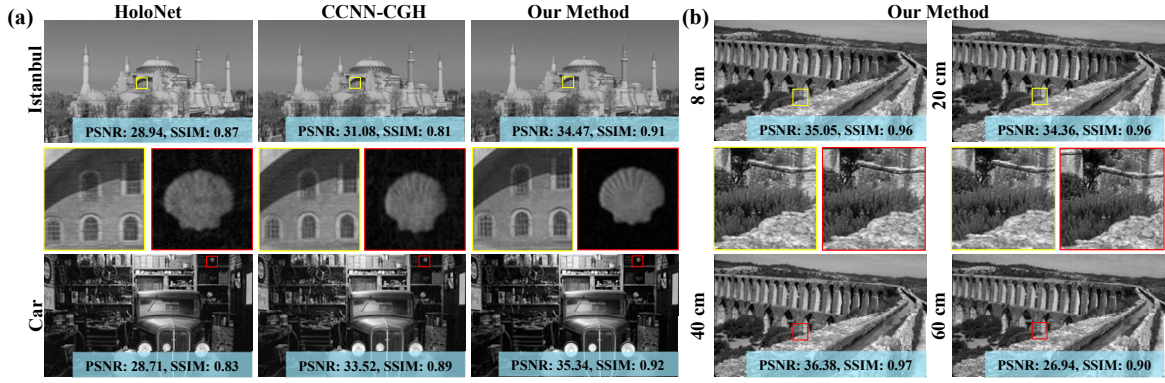 (a)
HoloNet
CCNN-CGH
Our Method
Istanbul
PSNR: 28.94, SSIM: 0.87
PSNR: 31.08, SSIM: 0.81
PSNR: 34.47, SSIM: 0.91
Car
PSNR: 28.71, SSIM: 0.83
PSNR: 33.52, SSIM: 0.89
PSNR: 35.34, SSIM: 0.92
(b)
Our Method
8 cm
PSNR: 35.05, SSIM: 0.96
20 cm
PSNR: 34.36, SSIM: 0.96
40 cm
PSNR: 36.38, SSIM: 0.97
60 cm
PSNR: 26.94, SSIM: 0.90